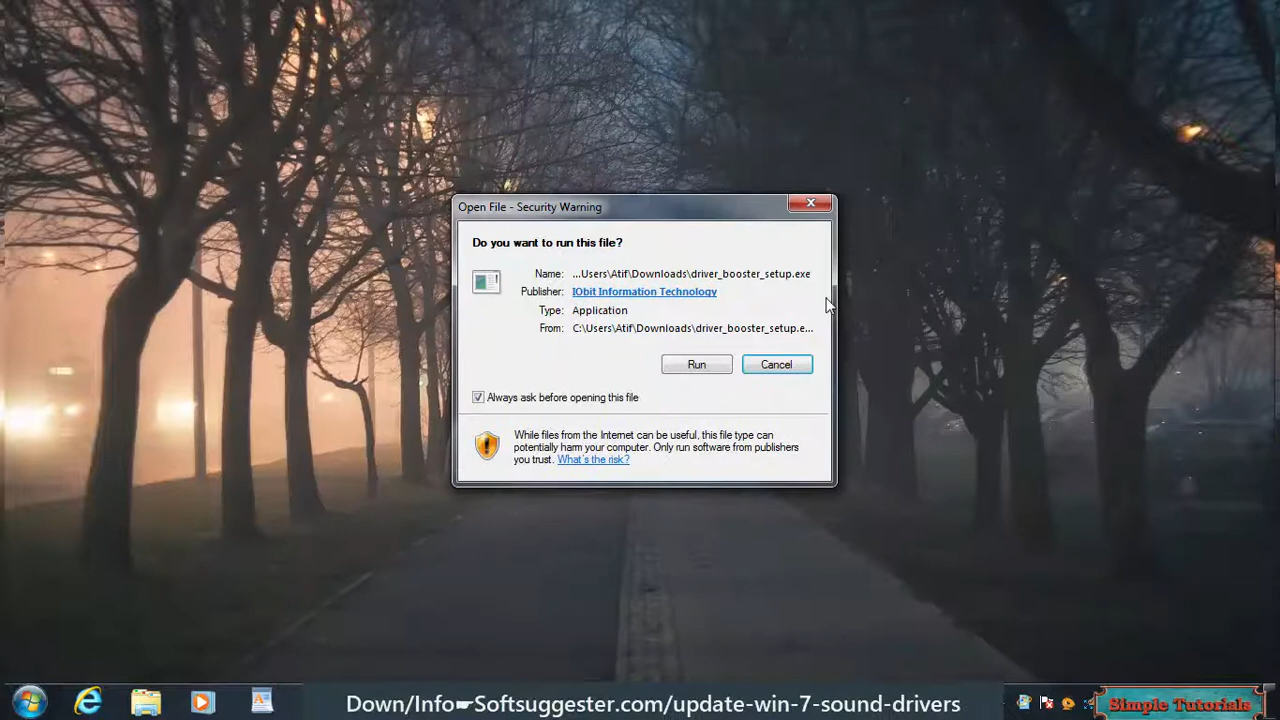 Open File - Security Warning
Do you want to run this file?
Name: ...Users\Atif\Downloads\driver_booster_setup.exe
Publisher: IObit Information Technology
Type: Application
From: C:\Users\Atif\Downloads\driver_booster_setup.e...
Run Cancel
Always ask before opening this file
While files from the Internet can be useful, this file type can
potentially harm your computer. Only run software from publishers
you trust. What's the risk?
Down/Info☛Softsuggester.com/update-win-7-sound-drivers
Simple Tutorials